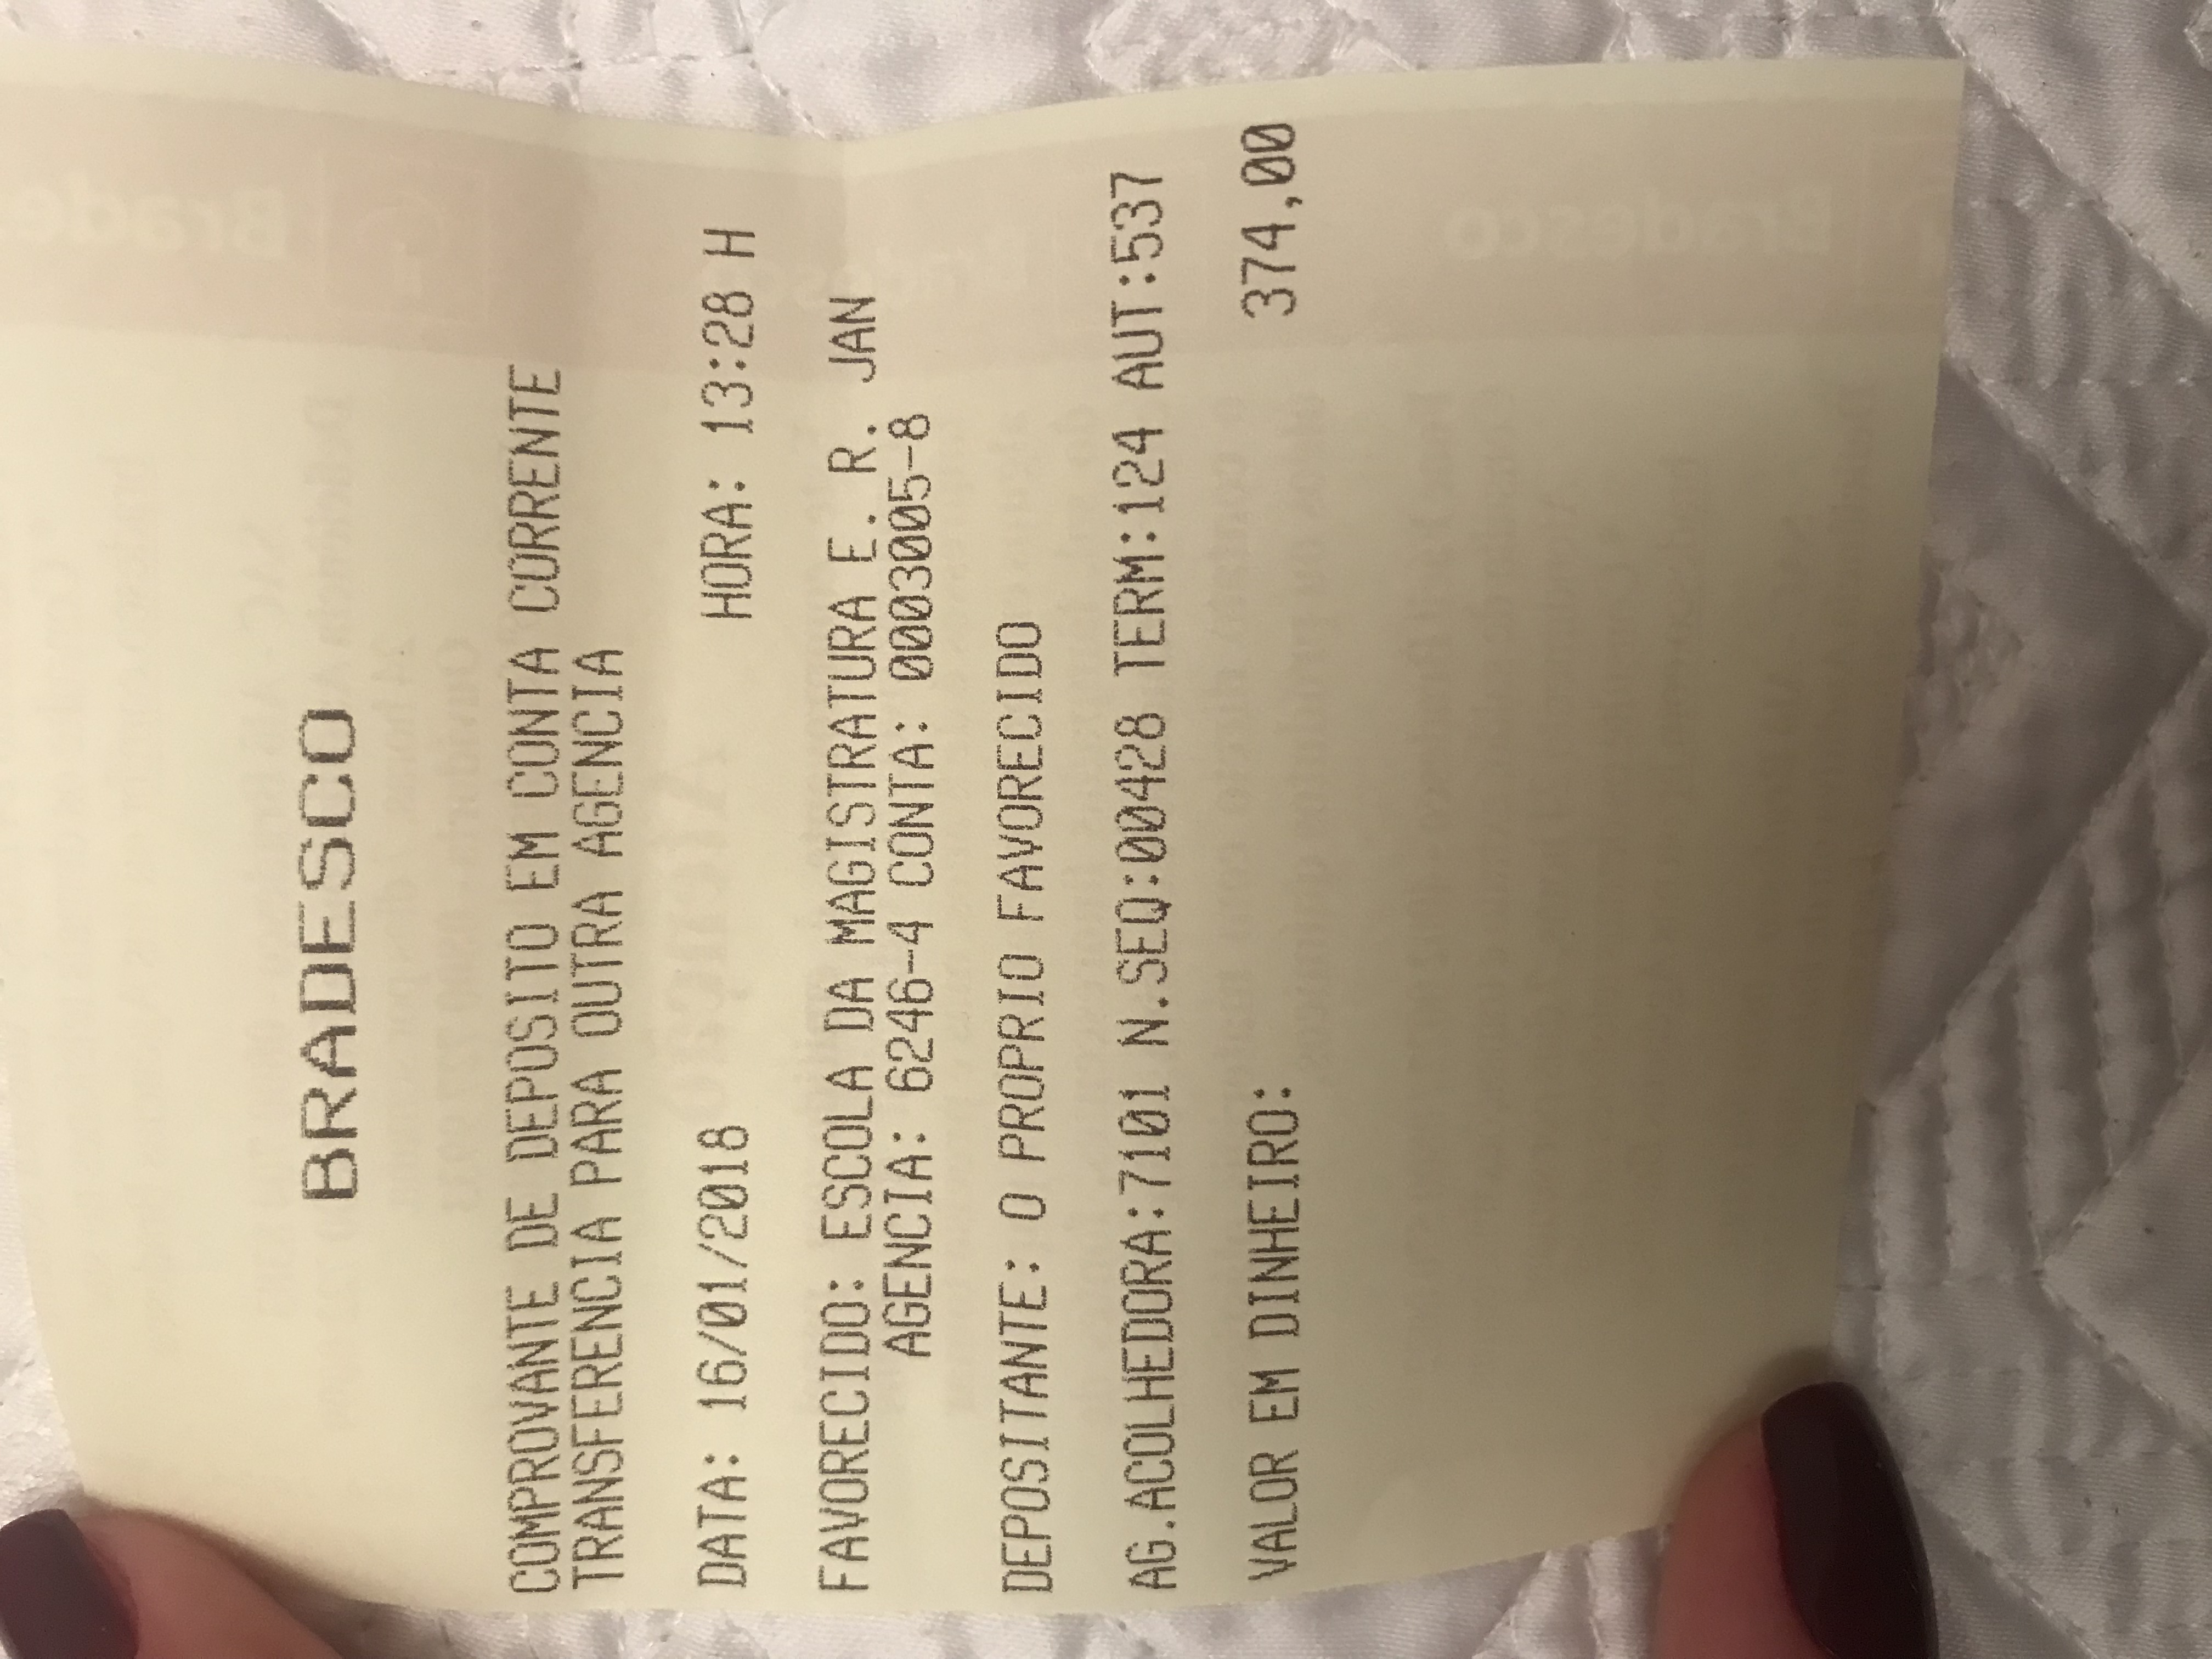 BRADESCO
COMPROVANTE DE DEPOSITO EM CONTA CORRENTE
TRANSFERENCIA PARA OUTRA AGENCIA
DATA: 16/01/2018 HORA: 13:28 H
FAVORECIDO: ESCOLA DA MAGISTRATURA E. R. JAN
AGENCIA: 6246-4 CONTA: 0003005-8
DEPOSITANTE: O PROPRIO FAVORECIDO
AG.ACOLHEDORA:7101 N.SEQ:00428 TERM:124 AUT:537
VALOR EM DINHEIRO: 374,00
Bradesco